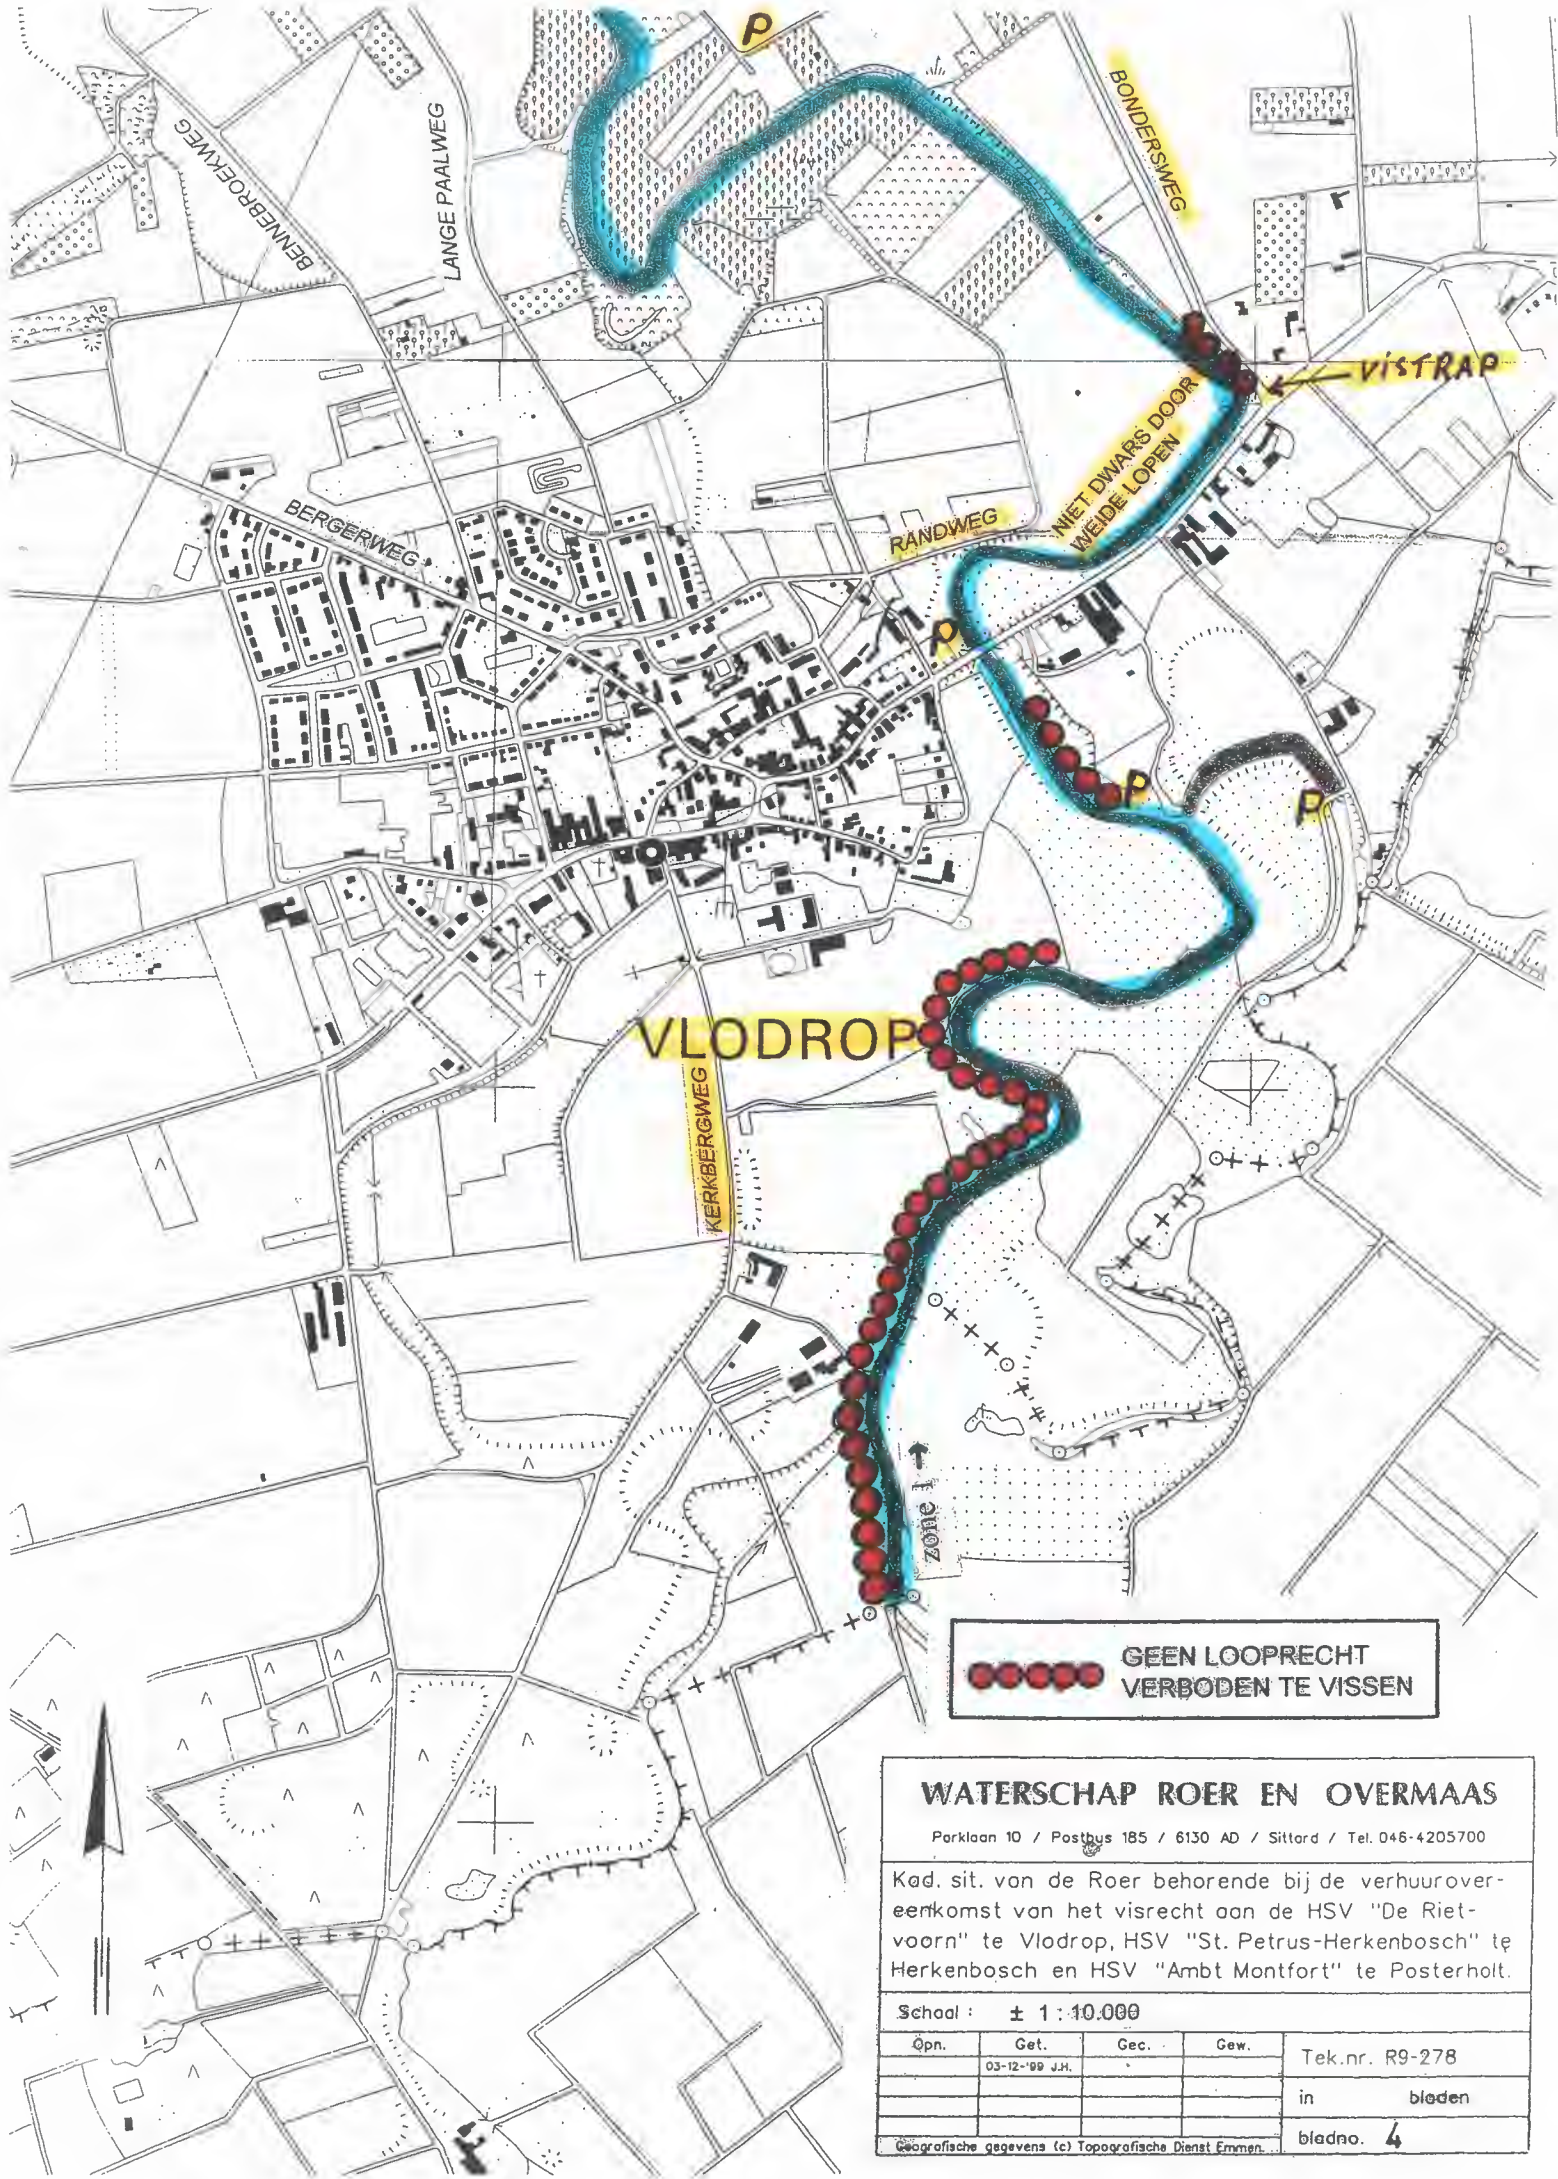 P
BONDERSWEG
BENNEBROEKWEG
LANGE PAALWEG
VISTRAP
NIET DWARS DOOR
WEIDE LOPEN
RANDWEG
BERGERWEG
P
P
P
VLODROP
KERKBERGWEG
zone 1
GEEN LOOPRECHT
VERBODEN TE VISSEN
WATERSCHAP ROER EN OVERMAAS
Parklaan 10 / Postbus 185 / 6130 AD / Sittard / Tel. 046-4205700
Kad. sit. van de Roer behorende bij de verhuurover-
eenkomst van het visrecht aan de HSV "De Riet-
voorn" te Vlodrop, HSV "St. Petrus-Herkenbosch" te
Herkenbosch en HSV "Ambt Montfort" te Posterholt.
Schaal : ± 1 : 10.000
Opn. Get. Gec. Gew. Tek.nr. R9-278
03-12-'99 J.H.
in bladen
bladno. 4
Geografische gegevens (c) Topografische Dienst Emmen.